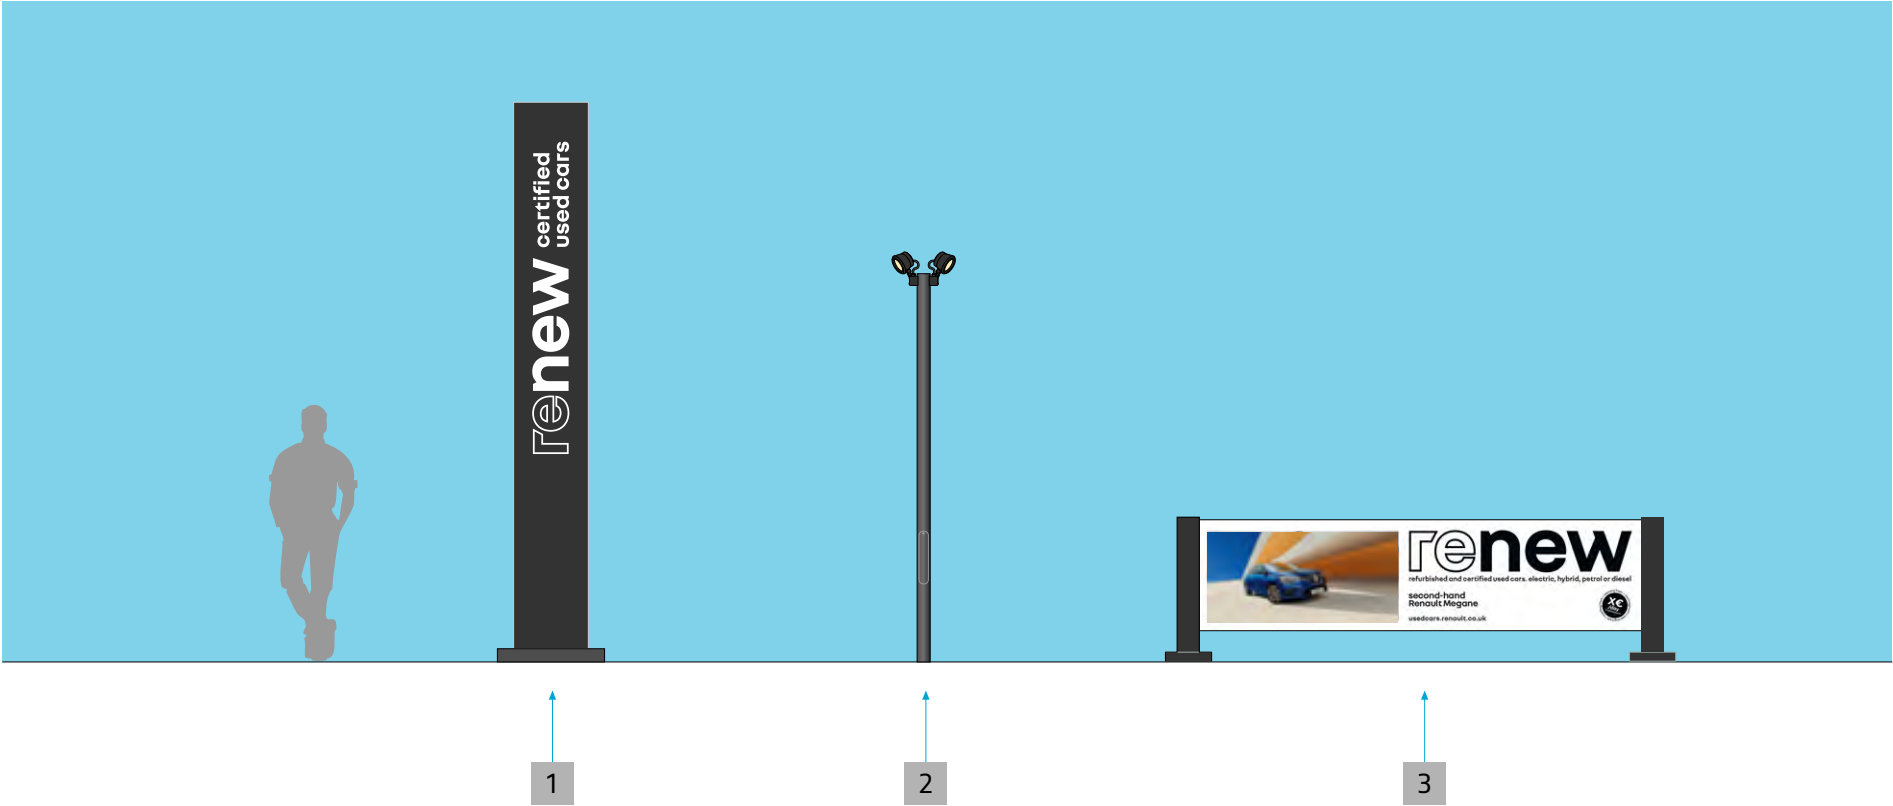 renew certified
used cars
renew
refurbished and certified used cars. electric, hybrid, petrol or diesel
second-hand
Renault Megane
X€
usedcars.renault.co.uk
1
2
3